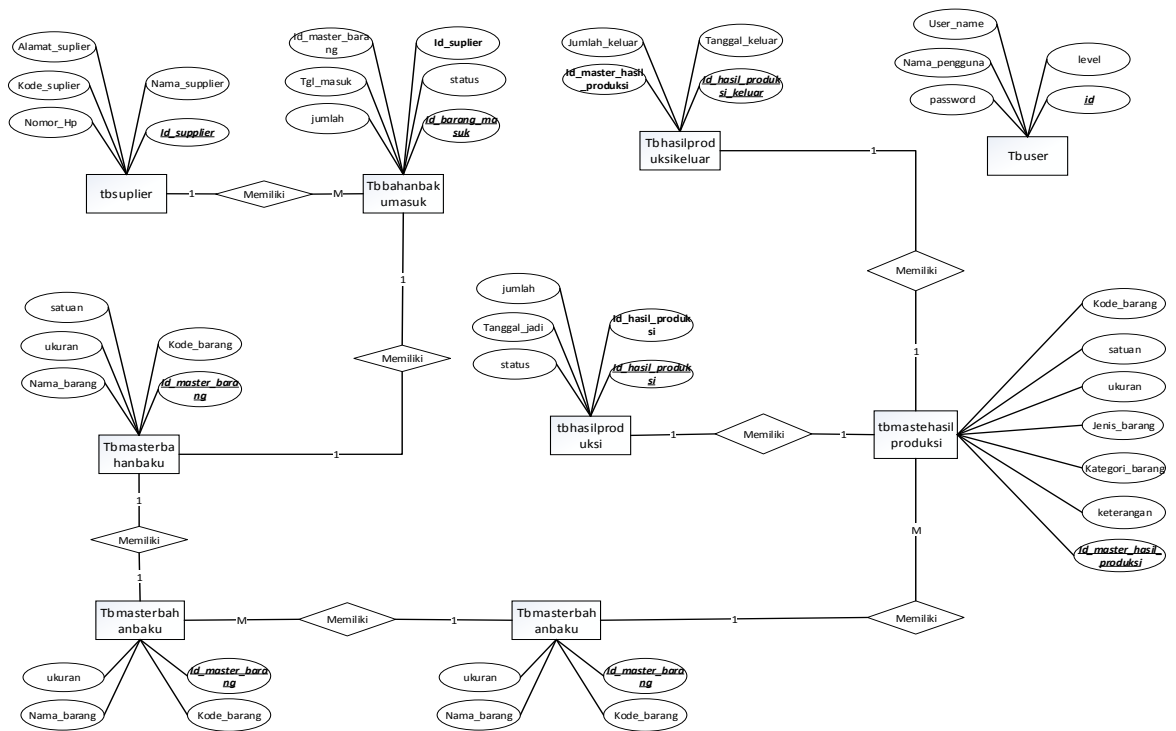 User_name
Alamat_suplier
Id_master_bara
ng
Id_suplier
Jumlah_keluar
Tanggal_keluar
Nama_pengguna
level
Kode_suplier
Nama_supplier
Tgl_masuk
status
Id_master_hasil
_produksi
Id_hasil_produk
si_keluar
password
id
Nomor_Hp
Id_supplier
jumlah
Id_barang_ma
suk
Tbhasilprod
uksikeluar
1
Tbuser
tbsuplier
1
Memiliki
M
Tbbahanbak
umasuk
1
Memiliki
satuan
jumlah
Id_hasil_produk
si
Kode_barang
ukuran
Kode_barang
Memiliki
Tanggal_jadi
1
satuan
Nama_barang
Id_master_bara
ng
status
Id_hasil_produk
si
ukuran
Tbmasterba
hanbaku
1
tbhasilprod
uksi
1
Memiliki
1
tbmastehasil
produksi
Jenis_barang
Kategori_barang
1
keterangan
Memiliki
M
Id_master_hasil_
produksi
1
Tbmasterbah
anbaku
M
Memiliki
1
Tbmasterbah
anbaku
1
Memiliki
ukuran
Id_master_bara
ng
ukuran
Id_master_bara
ng
Nama_barang
Kode_barang
Nama_barang
Kode_barang